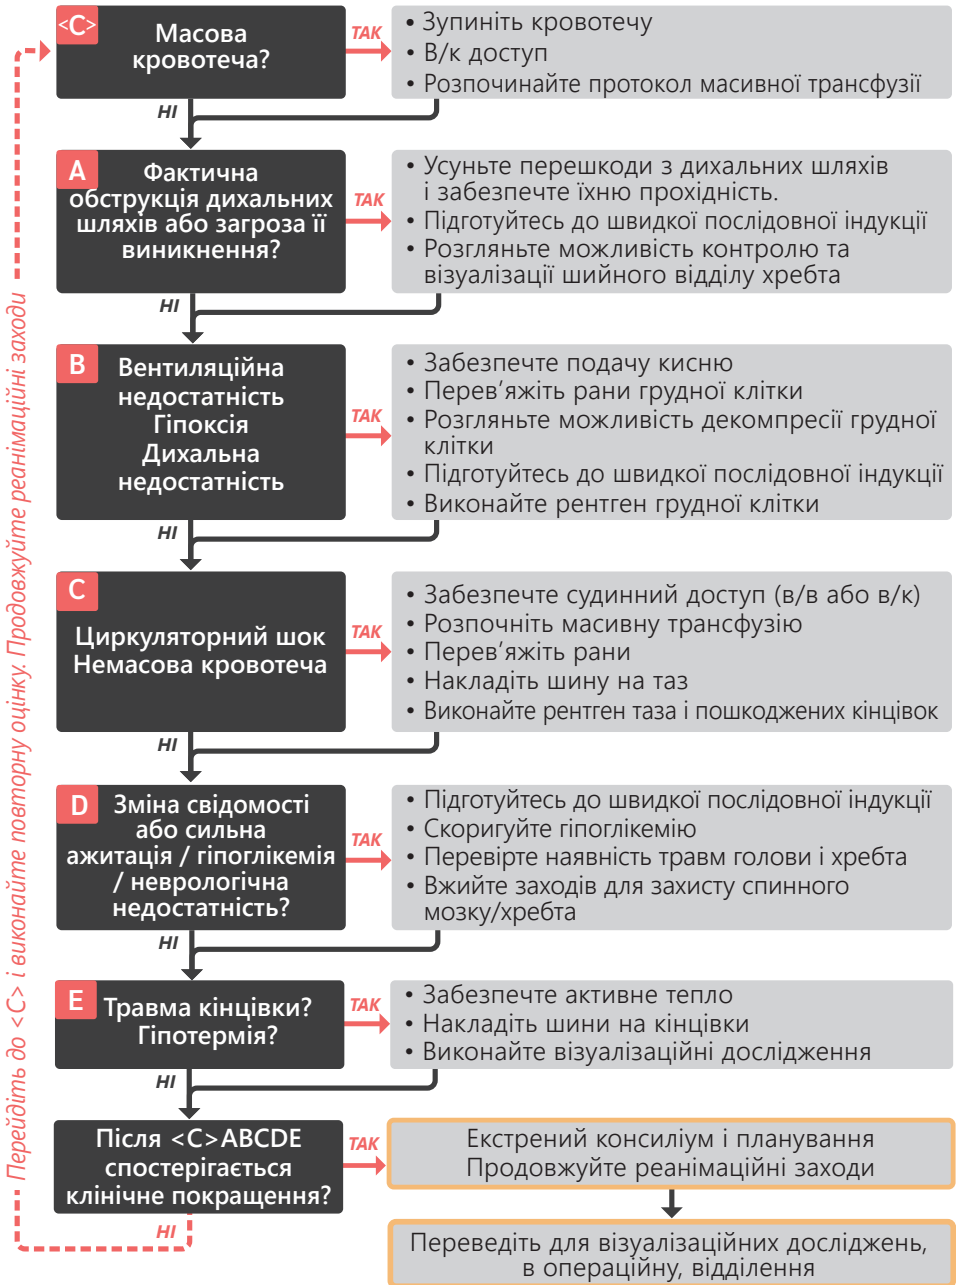 <C>
Масова
кровотеча?
ТАК
• Зупиніть кровотечу
• В/к доступ
• Розпочинайте протокол масивної трансфузії
НІ
A
Фактична
обструкція дихальних
шляхів або загроза її
виникнення?
ТАК
• Усуньте перешкоди з дихальних шляхів
і забезпечте їхню прохідність.
• Підготуйтесь до швидкої послідовної індукції
• Розгляньте можливість контролю та
візуалізації шийного відділу хребта
НІ
B
Вентиляційна
недостатність
Гіпоксія
Дихальна
недостатність
ТАК
• Забезпечте подачу кисню
• Перев’яжіть рани грудної клітки
• Розгляньте можливість декомпресії грудної
клітки
• Підготуйтесь до швидкої послідовної індукції
• Виконайте рентген грудної клітки
НІ
C
Циркуляторний шок
Немасова кровотеча
ТАК
• Забезпечте судинний доступ (в/в або в/к)
• Розпочніть масивну трансфузію
• Перев’яжіть рани
• Накладіть шину на таз
• Виконайте рентген таза і пошкоджених кінцівок
НІ
D
Зміна свідомості
або сильна
ажитація / гіпоглікемія
/ неврологічна
недостатність?
ТАК
• Підготуйтесь до швидкої послідовної індукції
• Скоригуйте гіпоглікемію
• Перевірте наявність травм голови і хребта
• Вжийте заходів для захисту спинного
мозку/хребта
НІ
E
Травма кінцівки?
Гіпотермія?
ТАК
• Забезпечте активне тепло
• Накладіть шини на кінцівки
• Виконайте візуалізаційні дослідження
НІ
Після <C>ABCDE
спостерігається
клінічне покращення?
ТАК
Екстрений консиліум і планування
Продовжуйте реанімаційні заходи
НІ
Переведіть для візуалізаційних досліджень,
в операційну, відділення
Перейдіть до <C> і виконайте повторну оцінку. Продовжуйте реанімаційні заходи